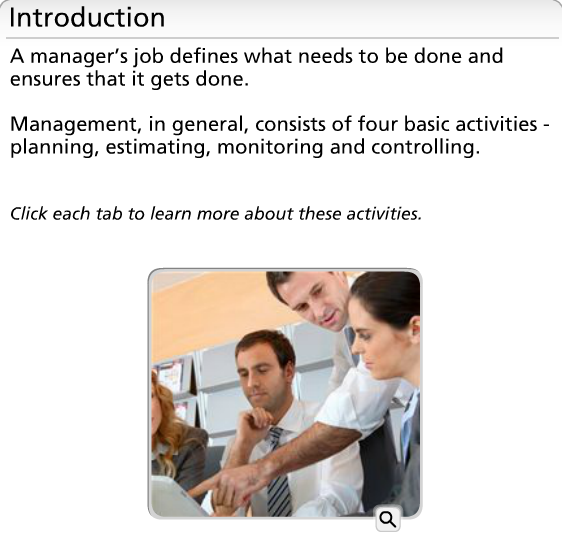 Introduction
A manager's job defines what needs to be done and
ensures that it gets done.
Management, in general, consists of four basic activities -
planning, estimating, monitoring and controlling.
Click each tab to learn more about these activities.